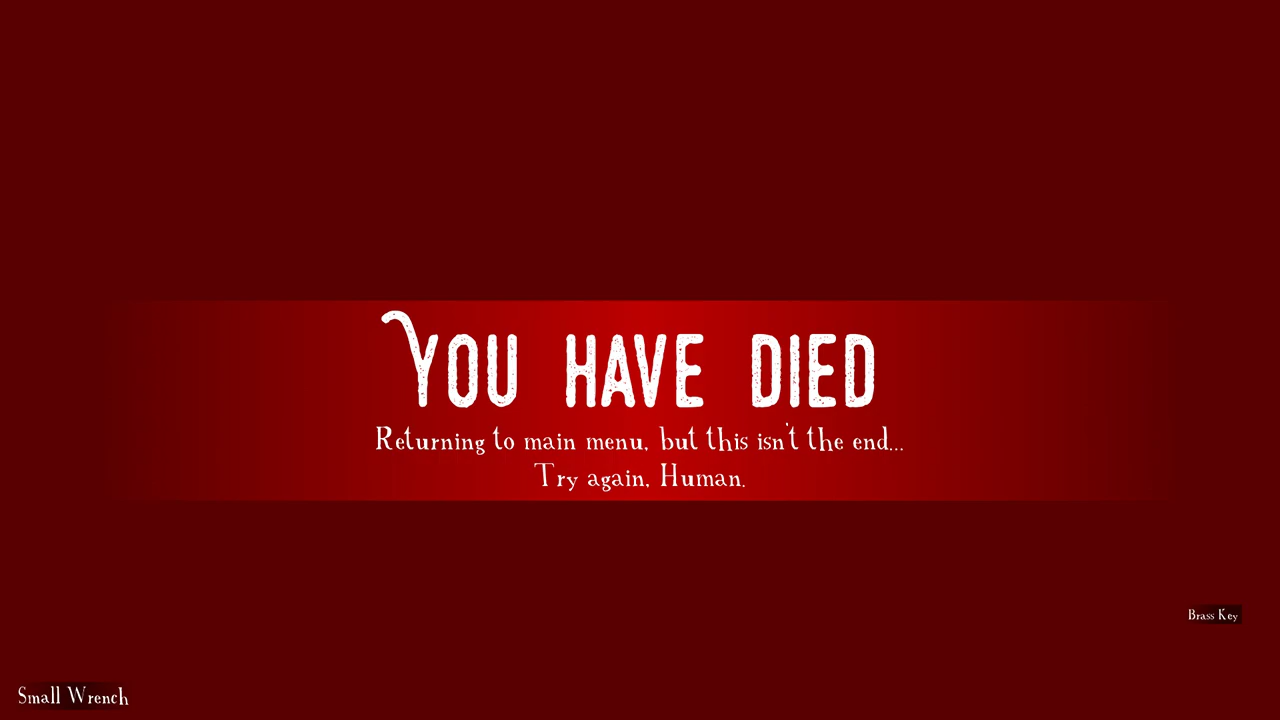 YOU HAVE DIED
Returning to main menu, but this isn't the end...
Try again, Human.
Brass Key
Small Wrench